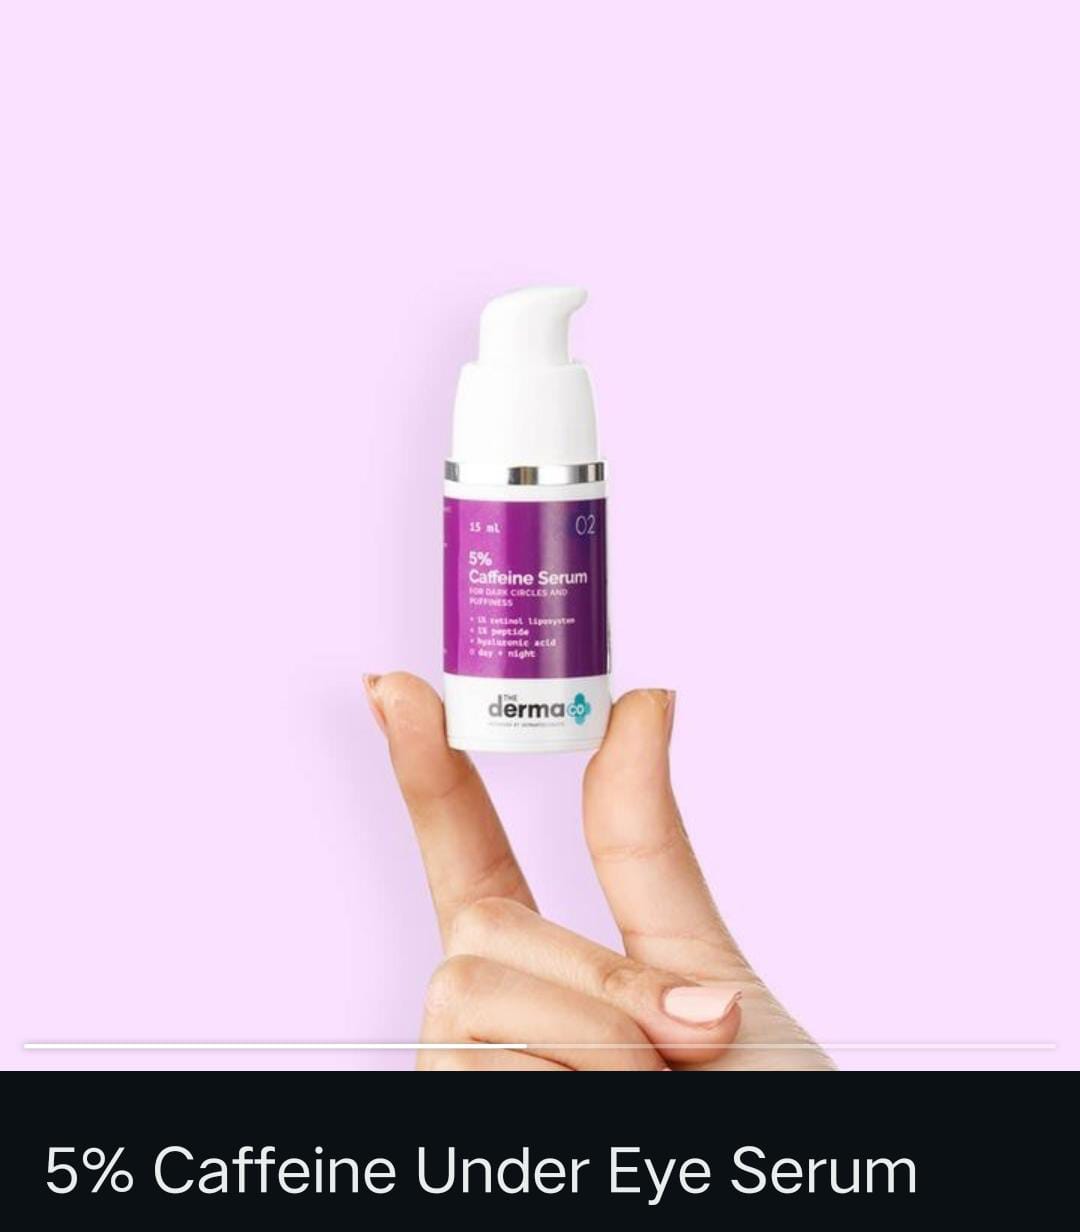 15 ml
02
5%
Caffeine Serum
FOR DARK CIRCLES AND
PUFFINESS
+ 1% retinol liposystem
+ 1% peptide
+ hyaluronic acid
day + night
THE
derma co
5% Caffeine Under Eye Serum